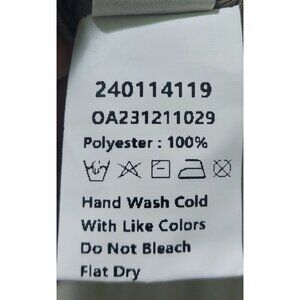 240114119
OA231211029
Polyester : 100%
Hand Wash Cold
With Like Colors
Do Not Bleach
Flat Dry